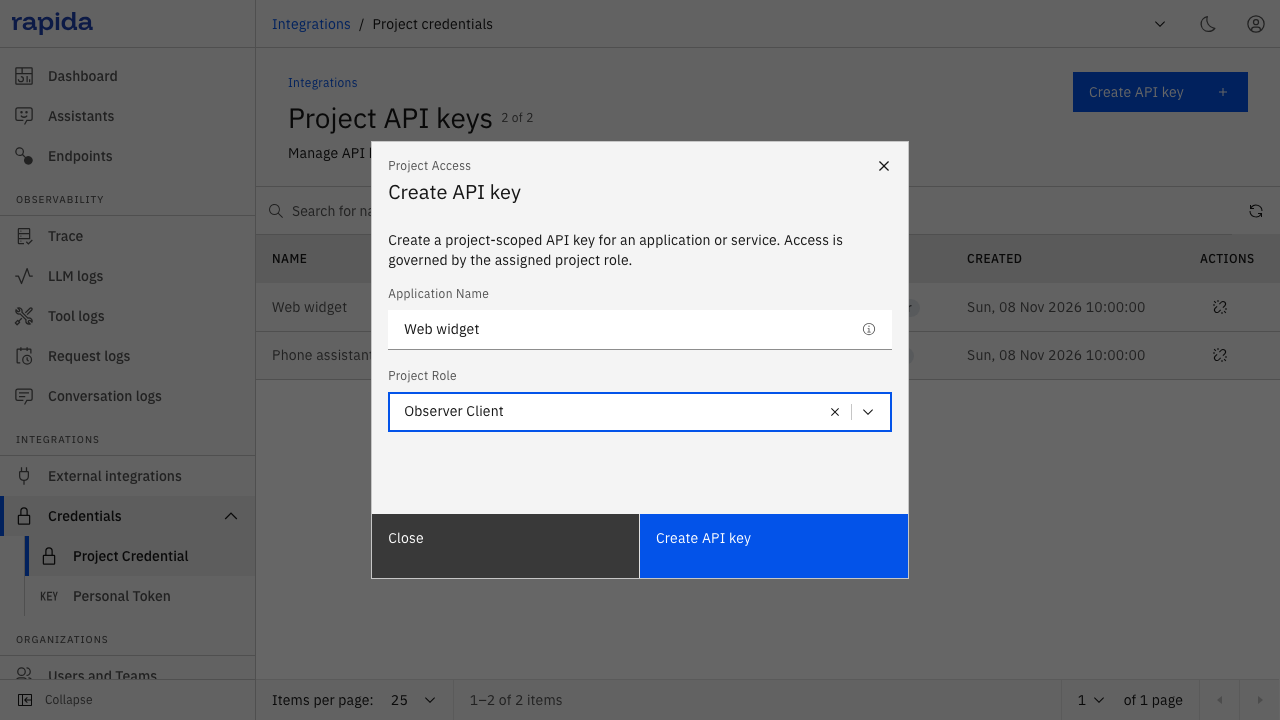 rapida
Integrations / Project credentials
Dashboard
Assistants
Endpoints
OBSERVABILITY
Trace
LLM logs
Tool logs
Request logs
Conversation logs
INTEGRATIONS
External integrations
Credentials
Project Credential
KEY Personal Token
ORGANIZATIONS
Users and Teams
Collapse
Integrations
Project API keys 2 of 2
Create API key +
Manage API
Search for
NAME CREATED ACTIONS
Web widget Sun, 08 Nov 2026 10:00:00
Phone assistant Sun, 08 Nov 2026 10:00:00
Project Access
Create API key
Create a project-scoped API key for an application or service. Access is
governed by the assigned project role.
Application Name
Web widget
Project Role
Observer Client
Close
Create API key
Items per page: 25 1–2 of 2 items 1 of 1 page